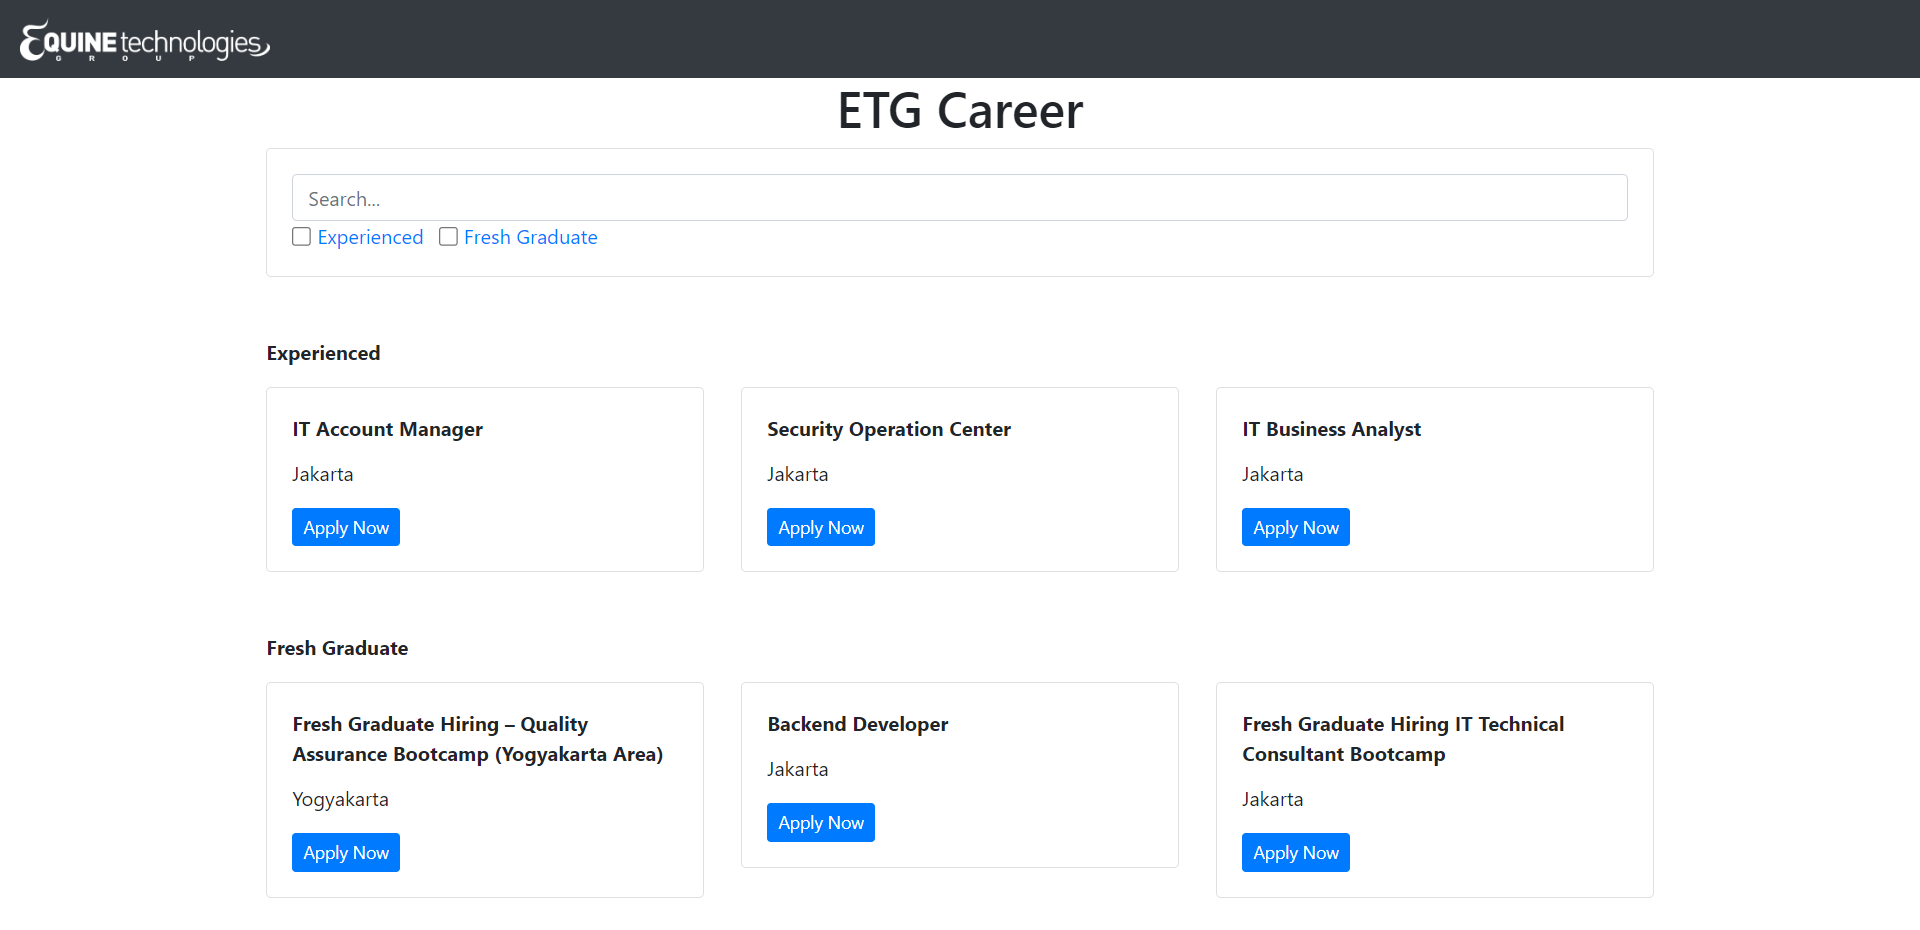 EQUINE technologies
GROUP
ETG Career
Search...
Experienced Fresh Graduate
Experienced
IT Account Manager
Jakarta
Apply Now
Security Operation Center
Jakarta
Apply Now
IT Business Analyst
Jakarta
Apply Now
Fresh Graduate
Fresh Graduate Hiring – Quality
Assurance Bootcamp (Yogyakarta Area)
Yogyakarta
Apply Now
Backend Developer
Jakarta
Apply Now
Fresh Graduate Hiring IT Technical
Consultant Bootcamp
Jakarta
Apply Now